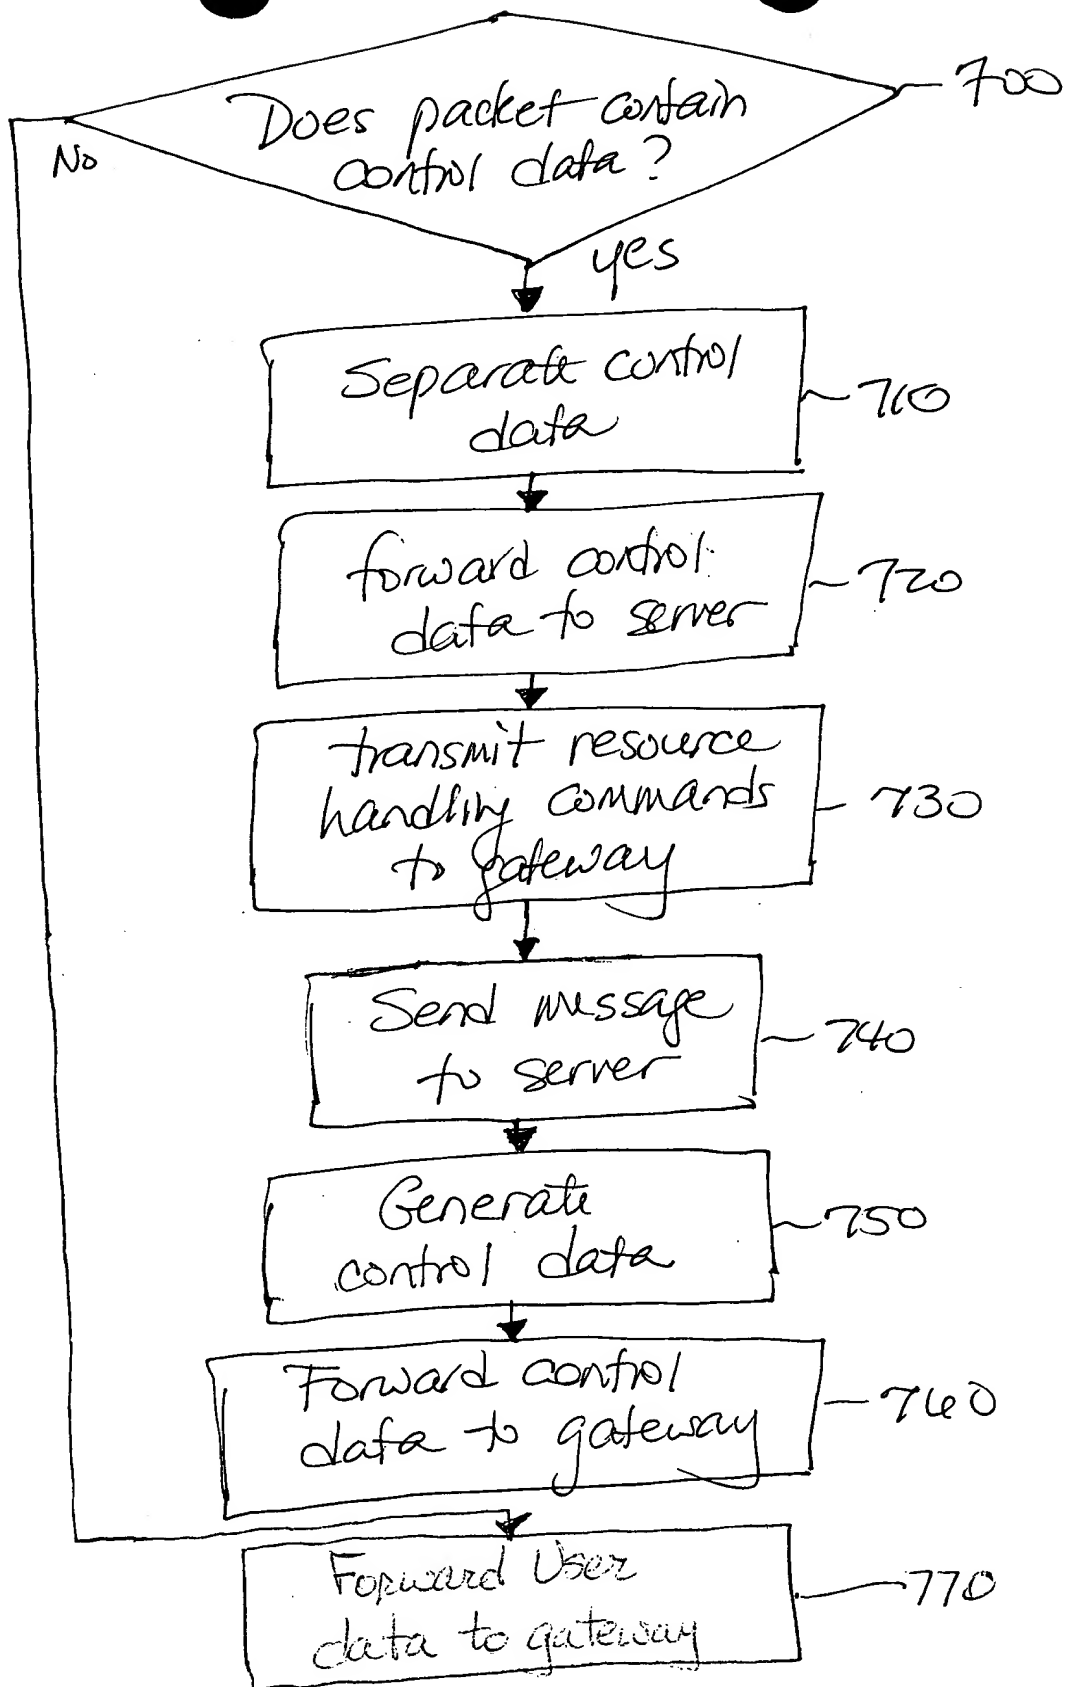 Does packet contain
control data?
700
No
yes
Separate control
data
710
forward control
data to server
720
transmit resource
handling commands
to gateway
730
Send message
to server
740
Generate
control data
750
Forward control
data to gateway
760
Forward User
data to gateway
770